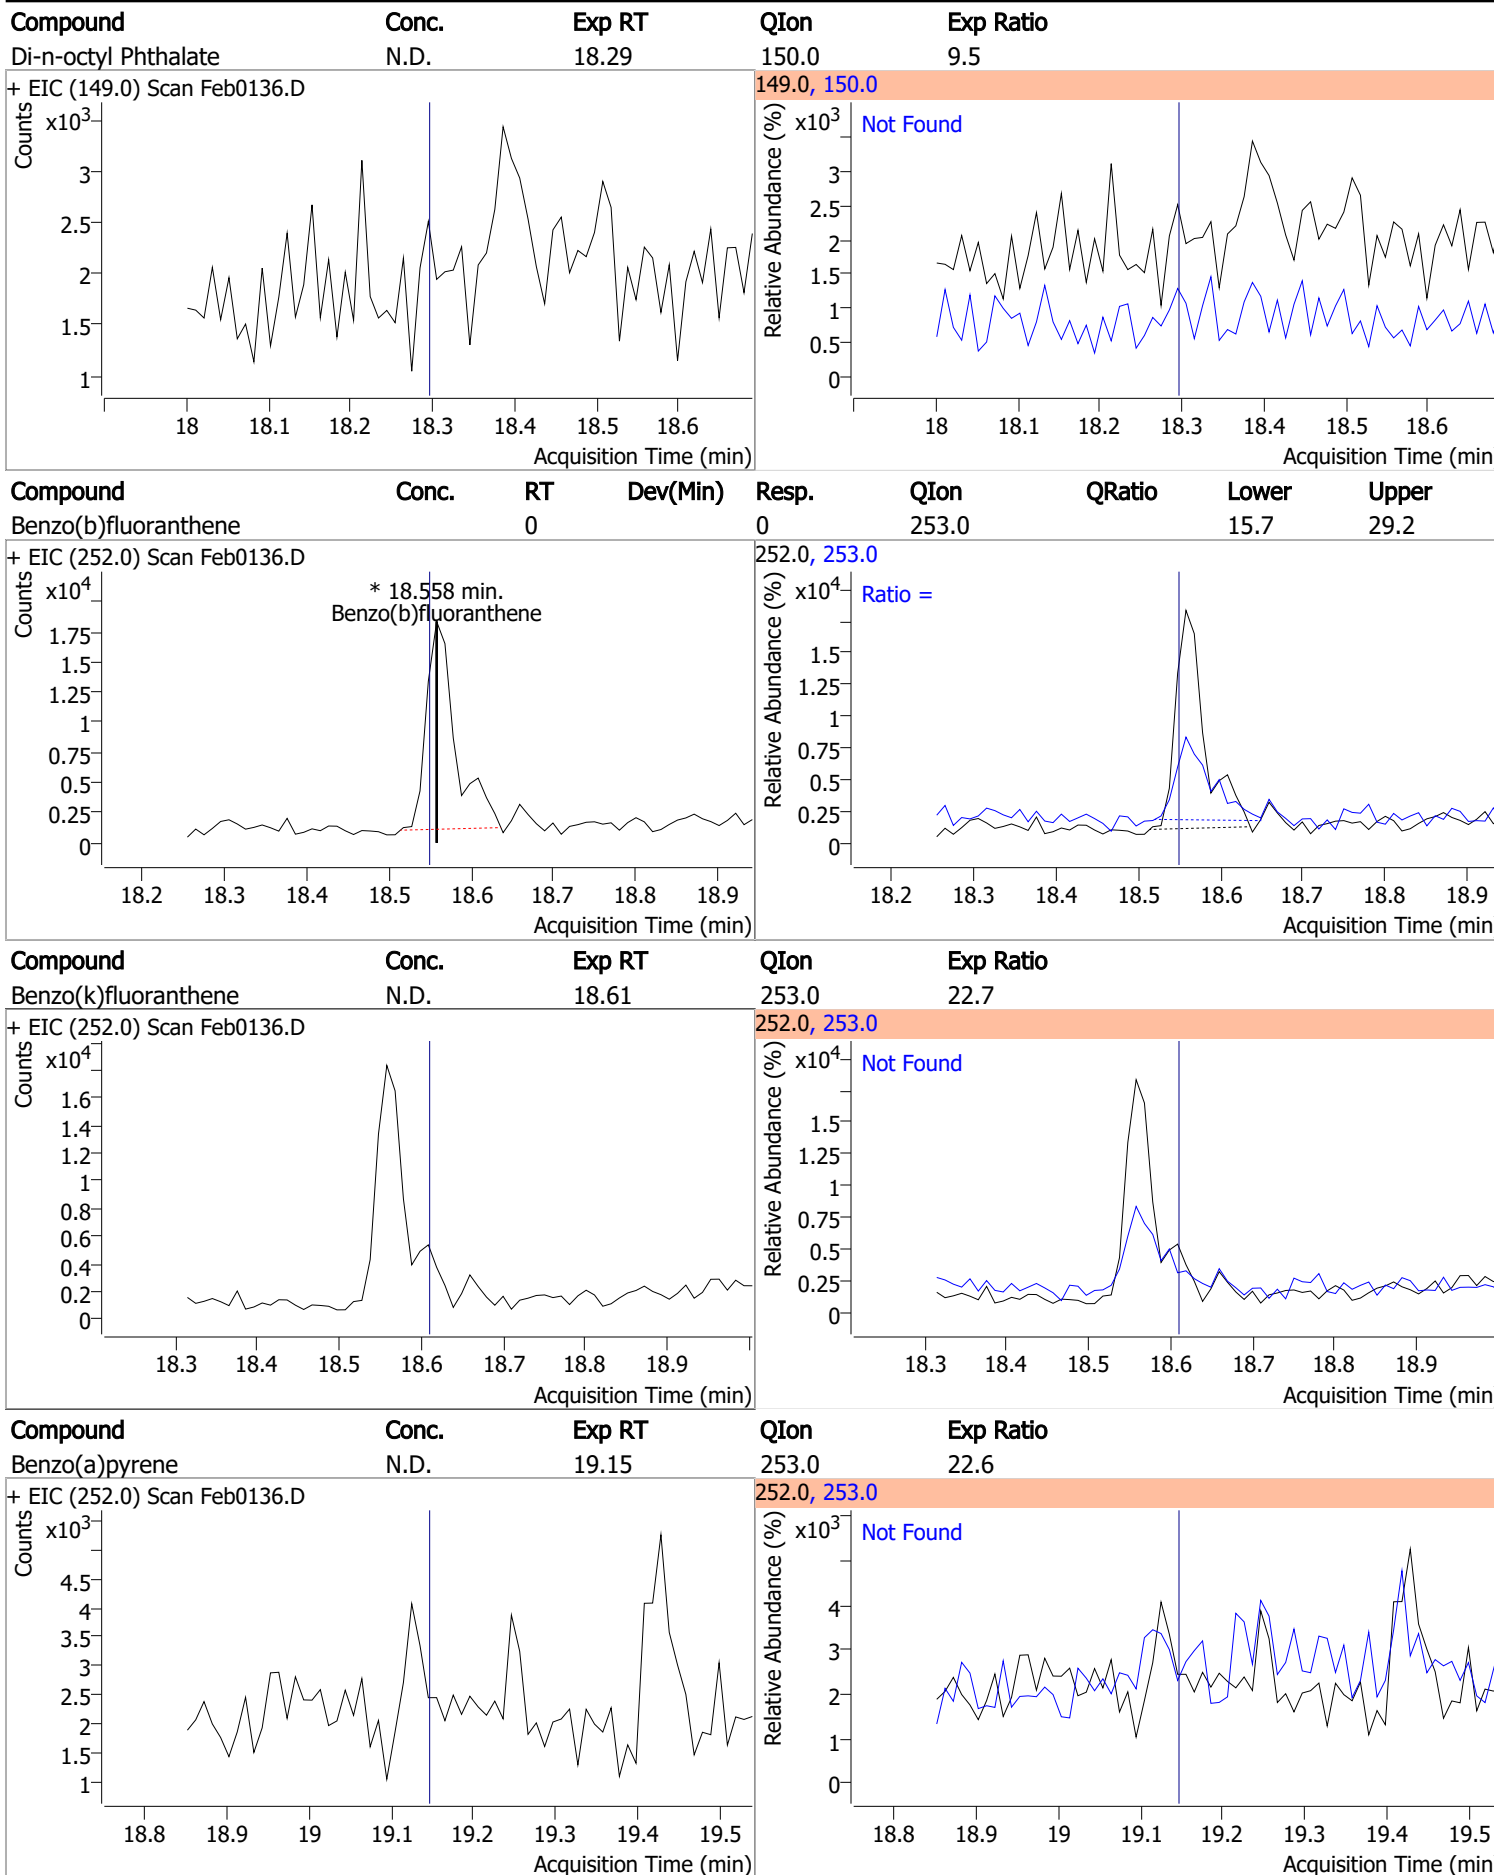 Compound Conc. Exp RT QIon Exp Ratio
Di-n-octyl Phthalate N.D. 18.29 150.0 9.5
+ EIC (149.0) Scan Feb0136.D
Counts
x10³
3
2.5
2
1.5
1
18 18.1 18.2 18.3 18.4 18.5 18.6
Acquisition Time (min)
149.0, 150.0
Relative Abundance (%)
x10³
Not Found
3
2.5
2
1.5
1
0.5
0
18 18.1 18.2 18.3 18.4 18.5 18.6
Acquisition Time (min
Compound Conc. RT Dev(Min) Resp. QIon QRatio Lower Upper
Benzo(b)fluoranthene 0 0 253.0 15.7 29.2
+ EIC (252.0) Scan Feb0136.D
Counts
x10⁴
* 18.558 min.
Benzo(b)fluoranthene
1.75
1.5
1.25
1
0.75
0.5
0.25
0
18.2 18.3 18.4 18.5 18.6 18.7 18.8 18.9
Acquisition Time (min)
252.0, 253.0
Relative Abundance (%)
x10⁴
Ratio =
1.5
1.25
1
0.75
0.5
0.25
0
18.2 18.3 18.4 18.5 18.6 18.7 18.8 18.9
Acquisition Time (min
Compound Conc. Exp RT QIon Exp Ratio
Benzo(k)fluoranthene N.D. 18.61 253.0 22.7
+ EIC (252.0) Scan Feb0136.D
Counts
x10⁴
1.6
1.4
1.2
1
0.8
0.6
0.4
0.2
0
18.3 18.4 18.5 18.6 18.7 18.8 18.9
Acquisition Time (min)
252.0, 253.0
Relative Abundance (%)
x10⁴
Not Found
1.5
1.25
1
0.75
0.5
0.25
0
18.3 18.4 18.5 18.6 18.7 18.8 18.9
Acquisition Time (min
Compound Conc. Exp RT QIon Exp Ratio
Benzo(a)pyrene N.D. 19.15 253.0 22.6
+ EIC (252.0) Scan Feb0136.D
Counts
x10³
4.5
4
3.5
3
2.5
2
1.5
1
18.8 18.9 19 19.1 19.2 19.3 19.4 19.5
Acquisition Time (min)
252.0, 253.0
Relative Abundance (%)
x10³
Not Found
4
3
2
1
0
18.8 18.9 19 19.1 19.2 19.3 19.4 19.5
Acquisition Time (min